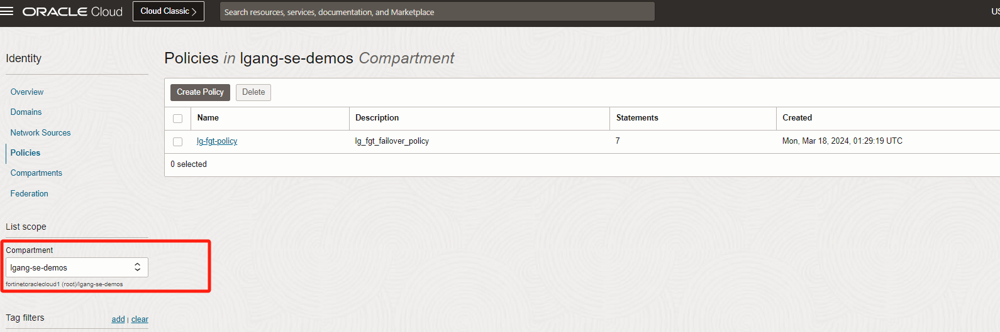 ORACLE Cloud
Cloud Classic >
Search resources, services, documentation, and Marketplace
US
Identity
Overview
Domains
Network Sources
Policies
Compartments
Federation
List scope
Compartment
lgang-se-demos
fortinetoraclecloud1 (root)/lgang-se-demos
Tag filters add | clear
Policies in lgang-se-demos Compartment
Create Policy Delete
Name Description Statements Created
lg-fgt-policy lg_fgt_failover_policy 7 Mon, Mar 18, 2024, 01:29:19 UTC
0 selected